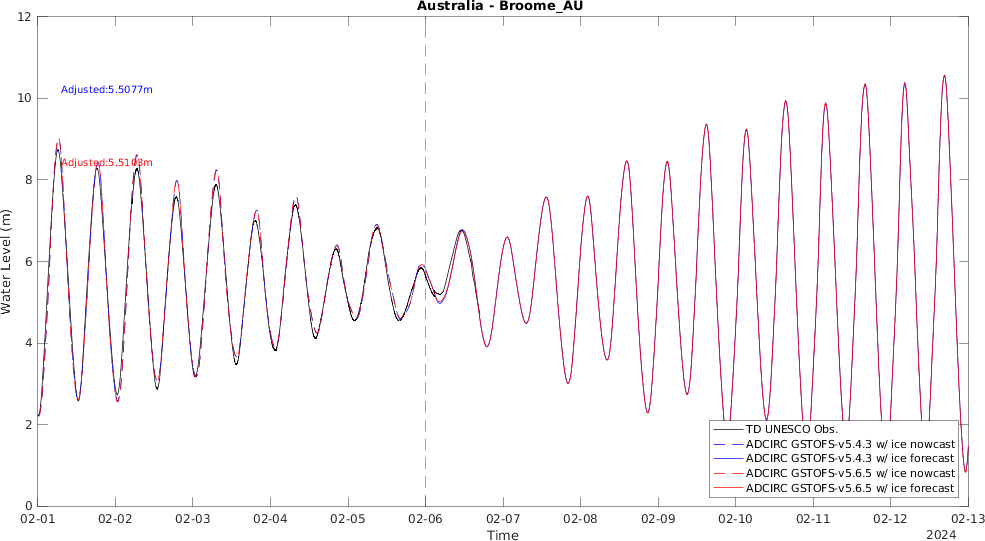 Australia - Broome_AU
12
10
8
6
4
2
0
Water Level (m)
Adjusted:5.5077m
Adjusted:5.5103m
TD UNESCO Obs.
ADCIRC GSTOFS-v5.4.3 w/ ice nowcast
ADCIRC GSTOFS-v5.4.3 w/ ice forecast
ADCIRC GSTOFS-v5.6.5 w/ ice nowcast
ADCIRC GSTOFS-v5.6.5 w/ ice forecast
02-01 02-02 02-03 02-04 02-05 02-06 02-07 02-08 02-09 02-10 02-11 02-12 02-13
Time
2024